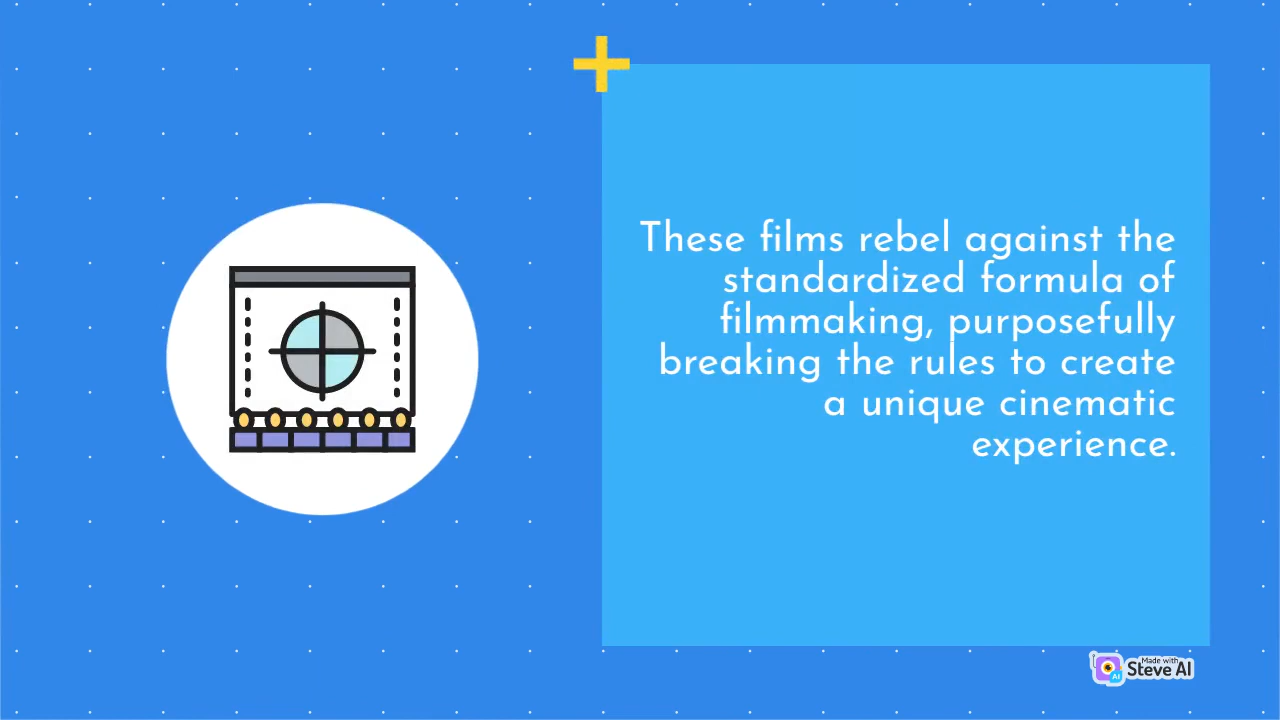 These films rebel against the
standardized formula of
filmmaking, purposefully
breaking the rules to create
a unique cinematic
experience.
Made with
Steve AI
AI